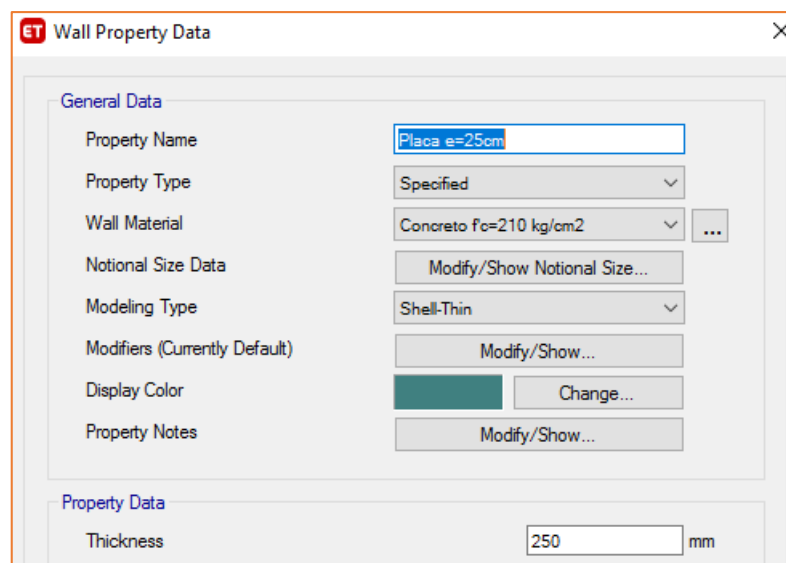 ET Wall Property Data
General Data
Property Name Placa e=25cm
Property Type Specified
Wall Material Concreto f'c=210 kg/cm2 ...
Notional Size Data Modify/Show Notional Size...
Modeling Type Shell-Thin
Modifiers (Currently Default) Modify/Show...
Display Color Change...
Property Notes Modify/Show...
Property Data
Thickness 250 mm